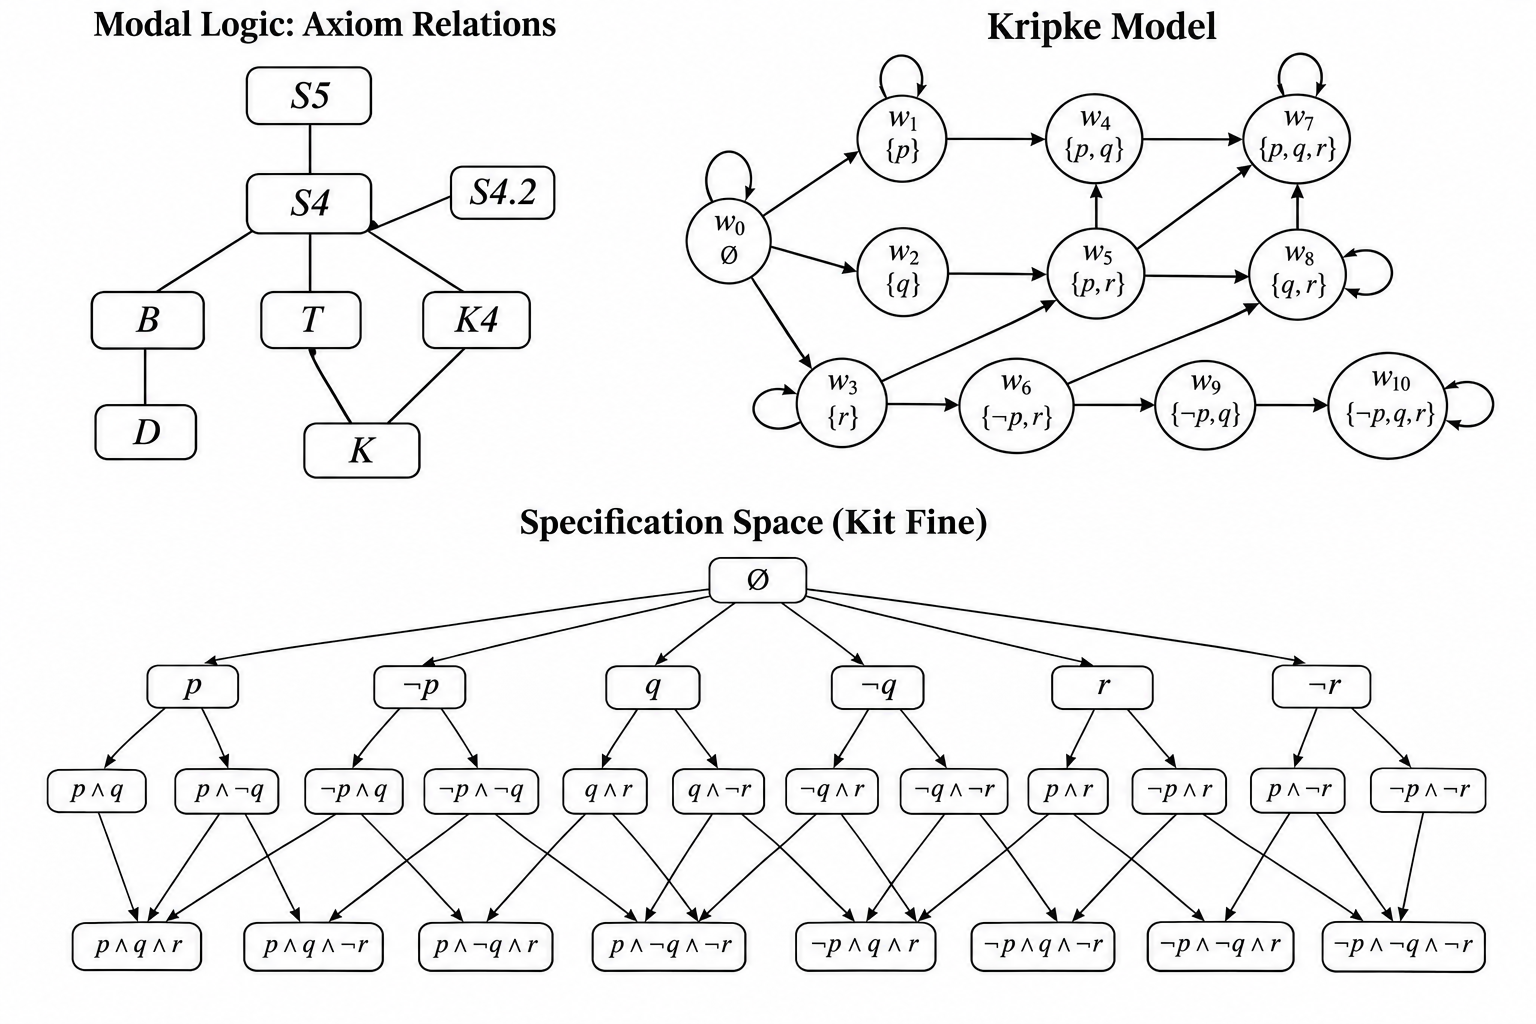 Modal Logic: Axiom Relations
S5
S4
S4.2
B
T
K4
D
K
Kripke Model
w₀
∅
w₁
{p}
w₄
{p, q}
w₇
{p, q, r}
w₂
{q}
w₅
{p, r}
w₈
{q, r}
w₃
{r}
w₆
{¬p, r}
w₉
{¬p, q}
w₁₀
{¬p, q, r}
Specification Space (Kit Fine)
∅
p
¬p
q
¬q
r
¬r
p ∧ q
p ∧ ¬q
¬p ∧ q
¬p ∧ ¬q
q ∧ r
q ∧ ¬r
¬q ∧ r
¬q ∧ ¬r
p ∧ r
¬p ∧ r
p ∧ ¬r
¬p ∧ ¬r
p ∧ q ∧ r
p ∧ q ∧ ¬r
p ∧ ¬q ∧ r
p ∧ ¬q ∧ ¬r
¬p ∧ q ∧ r
¬p ∧ q ∧ ¬r
¬p ∧ ¬q ∧ r
¬p ∧ ¬q ∧ ¬r